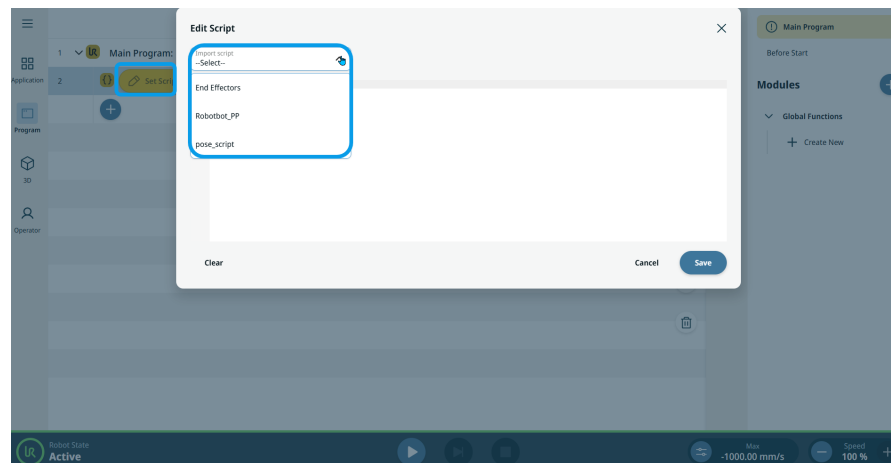 Edit Script
Import script
--Select--
End Effectors
Robotbot_PP
pose_script
Clear
Cancel
Save
Application
Program
3D
Operator
1
Main Program:
2
Set Scrip
Main Program
Before Start
Modules
Global Functions
Create New
UR
Robot State
Active
Max
-1000.00 mm/s
Speed
100 %